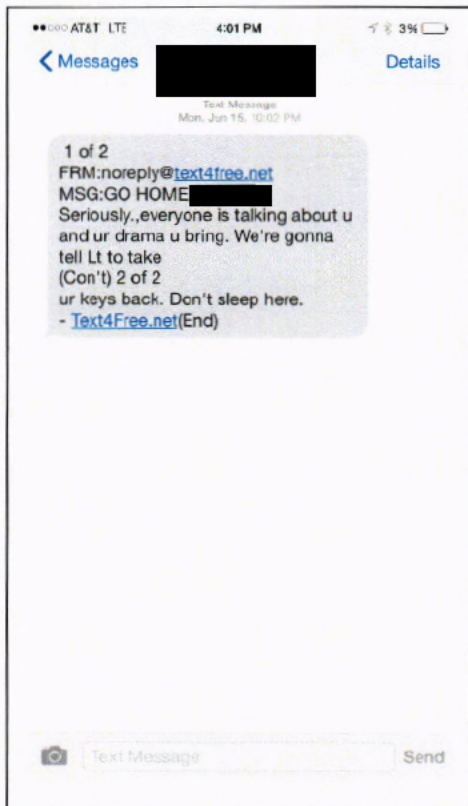 AT&T LTE 4:01 PM 3%
Messages Details
Text Message
Mon, Jun 15, 10:02 PM
1 of 2
FRM:noreply@text4free.net
MSG:GO HOME
Seriously.,everyone is talking about u
and ur drama u bring. We're gonna
tell Lt to take
(Con't) 2 of 2
ur keys back. Don't sleep here.
- Text4Free.net(End)
Text Message Send